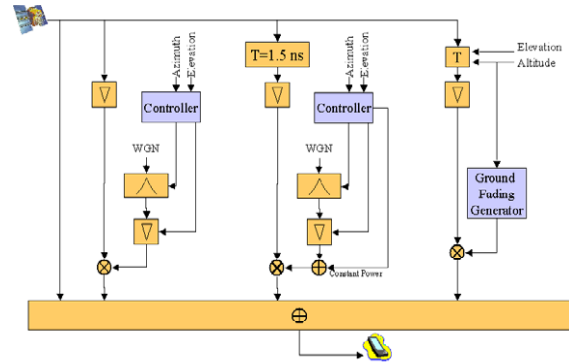 Azimuth
Elevation
Azimuth
Elevation
T=1.5 ns
T
Elevation
Altitude
Controller
Controller
WGN
WGN
Ground
Fading
Generator
Constant Power